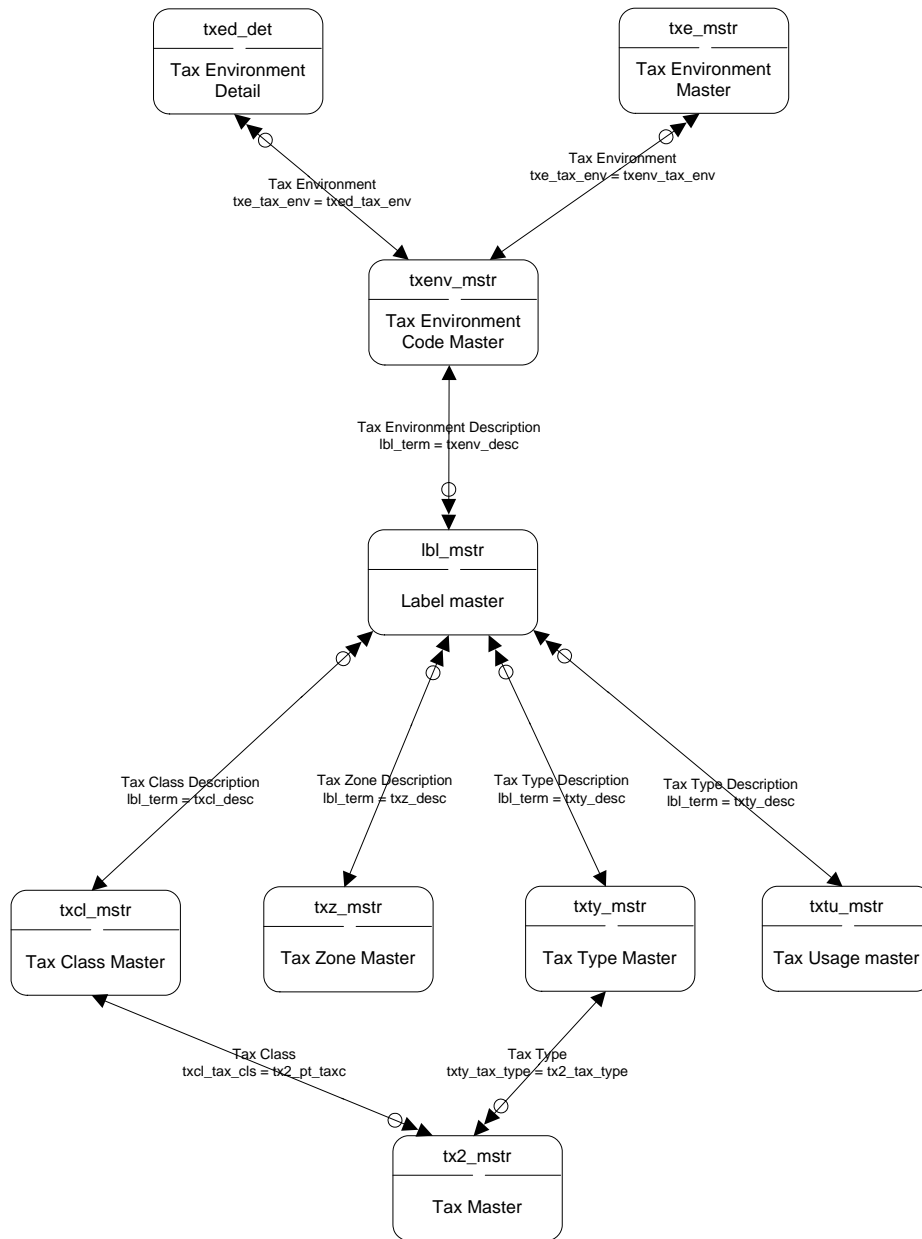 txed_det
Tax Environment
Detail
txe_mstr
Tax Environment
Master
Tax Environment
txe_tax_env = txed_tax_env
Tax Environment
txe_tax_env = txenv_tax_env
txenv_mstr
Tax Environment
Code Master
Tax Environment Description
lbl_term = txenv_desc
lbl_mstr
Label master
Tax Class Description
lbl_term = txcl_desc
Tax Zone Description
lbl_term = txz_desc
Tax Type Description
lbl_term = txty_desc
Tax Type Description
lbl_term = txty_desc
txcl_mstr
Tax Class Master
txz_mstr
Tax Zone Master
txty_mstr
Tax Type Master
txtu_mstr
Tax Usage master
Tax Class
txcl_tax_cls = tx2_pt_taxc
Tax Type
txty_tax_type = tx2_tax_type
tx2_mstr
Tax Master